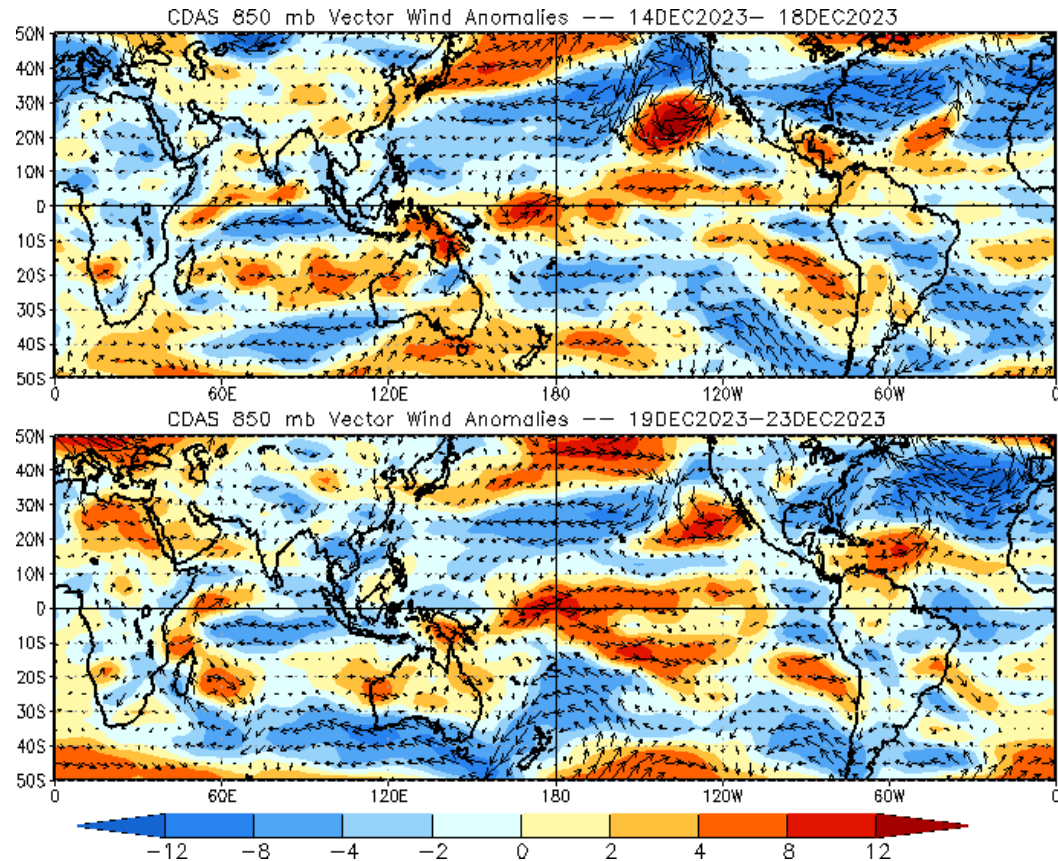 CDAS 850 mb Vector Wind Anomalies -- 14DEC2023- 18DEC2023
50N
40N
30N
20N
10N
0
10S
20S
30S
40S
50S
0 60E 120E 180 120W 60W 0
CDAS 850 mb Vector Wind Anomalies -- 19DEC2023-23DEC2023
50N
40N
30N
20N
10N
0
10S
20S
30S
40S
50S
0 60E 120E 180 120W 60W 0
-12 -8 -4 -2 0 2 4 8 12